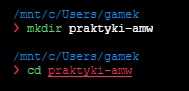 /mnt/c/Users/gamek
❯ mkdir praktyki-amw
/mnt/c/Users/gamek
❯ cd praktyki-amw